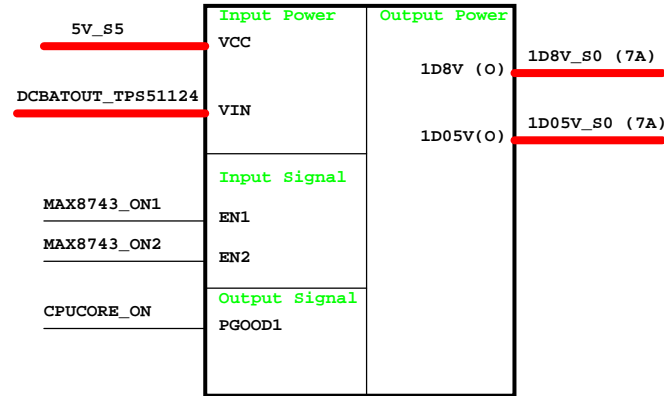 Input Power
Output Power
5V_S5
VCC
1D8V (O)
1D8V_S0 (7A)
DCBATOUT_TPS51124
VIN
1D05V(O)
1D05V_S0 (7A)
Input Signal
MAX8743_ON1
EN1
MAX8743_ON2
EN2
Output Signal
CPUCORE_ON
PGOOD1